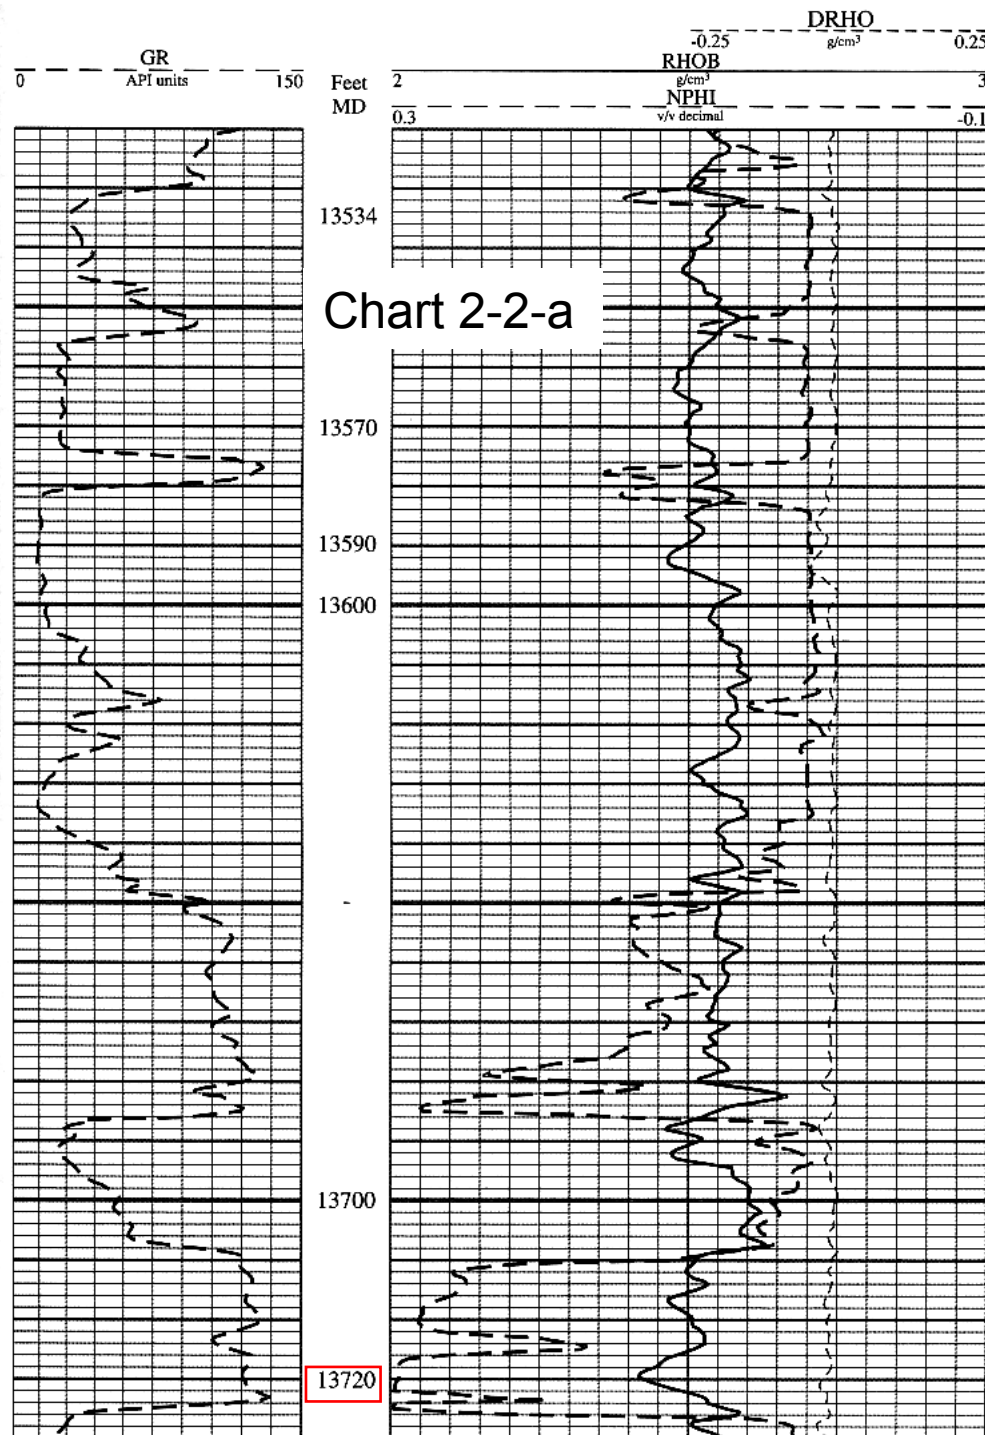 DRHO
-0.25 g/cm³ 0.25
GR RHOB
0 API units 150 Feet 2 g/cm³ 3
MD NPHI
0.3 v/v decimal -0.1
13534
Chart 2-2-a
13570
13590
13600
13700
13720